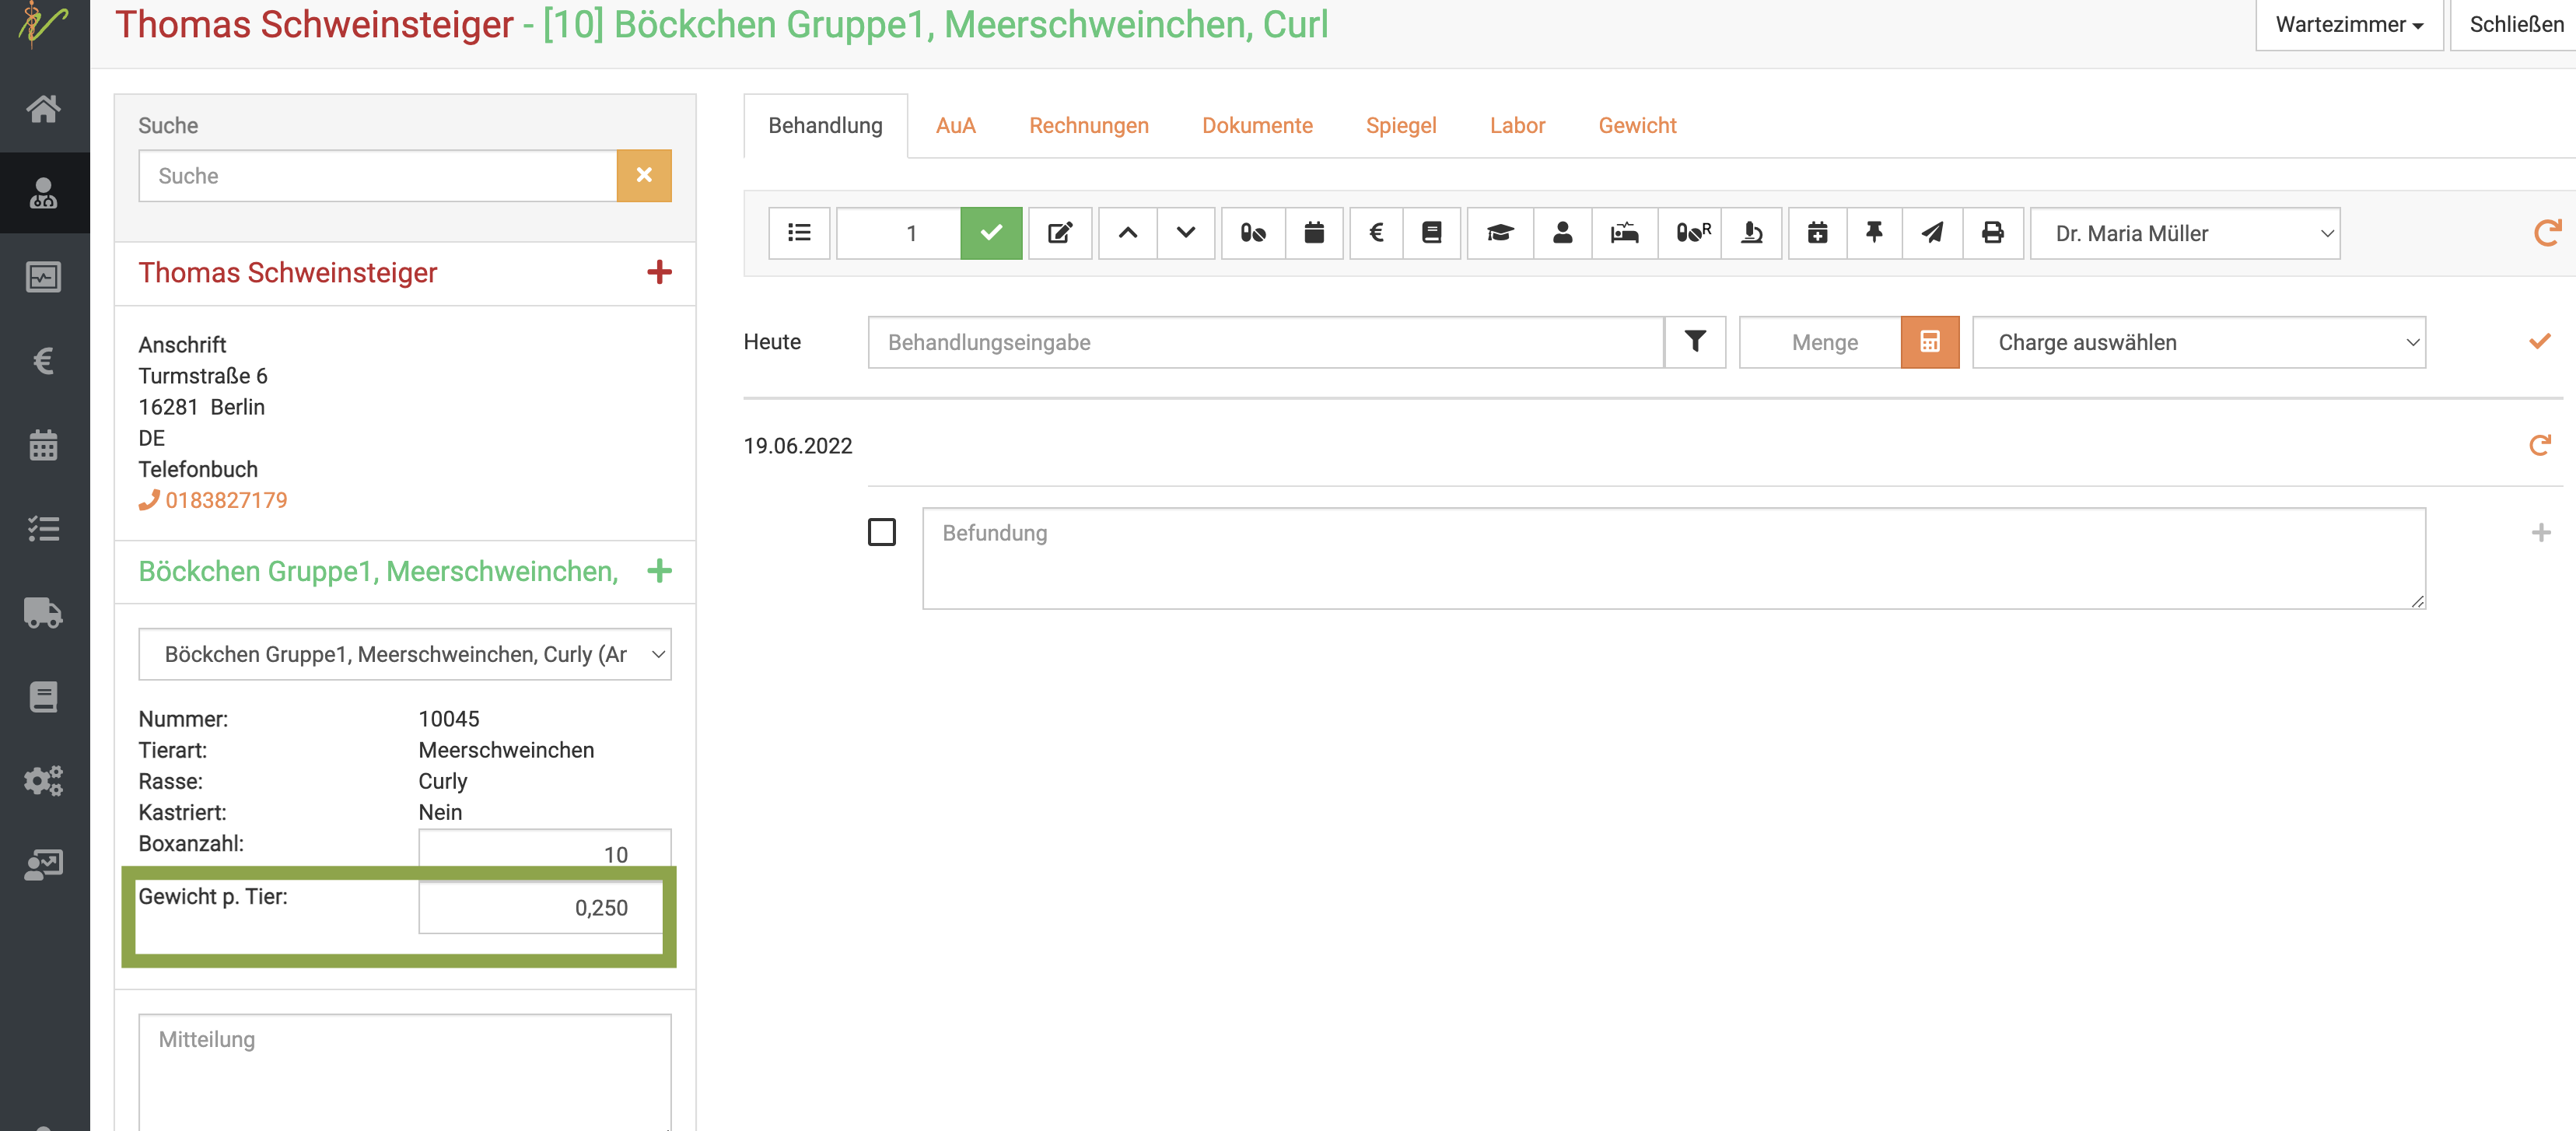 Thomas Schweinsteiger - [10] Böckchen Gruppe1, Meerschweinchen, Curl
Wartezimmer
Schließen
Suche
Suche
Thomas Schweinsteiger
Anschrift
Turmstraße 6
16281 Berlin
DE
Telefonbuch
0183827179
Böckchen Gruppe1, Meerschweinchen,
Böckchen Gruppe1, Meerschweinchen, Curly (Ar
Nummer: 10045
Tierart: Meerschweinchen
Rasse: Curly
Kastriert: Nein
Boxanzahl: 10
Gewicht p. Tier: 0,250
Mitteilung
Behandlung AuA Rechnungen Dokumente Spiegel Labor Gewicht
1 R Dr. Maria Müller
Heute Behandlungseingabe Menge Charge auswählen
19.06.2022
Befundung